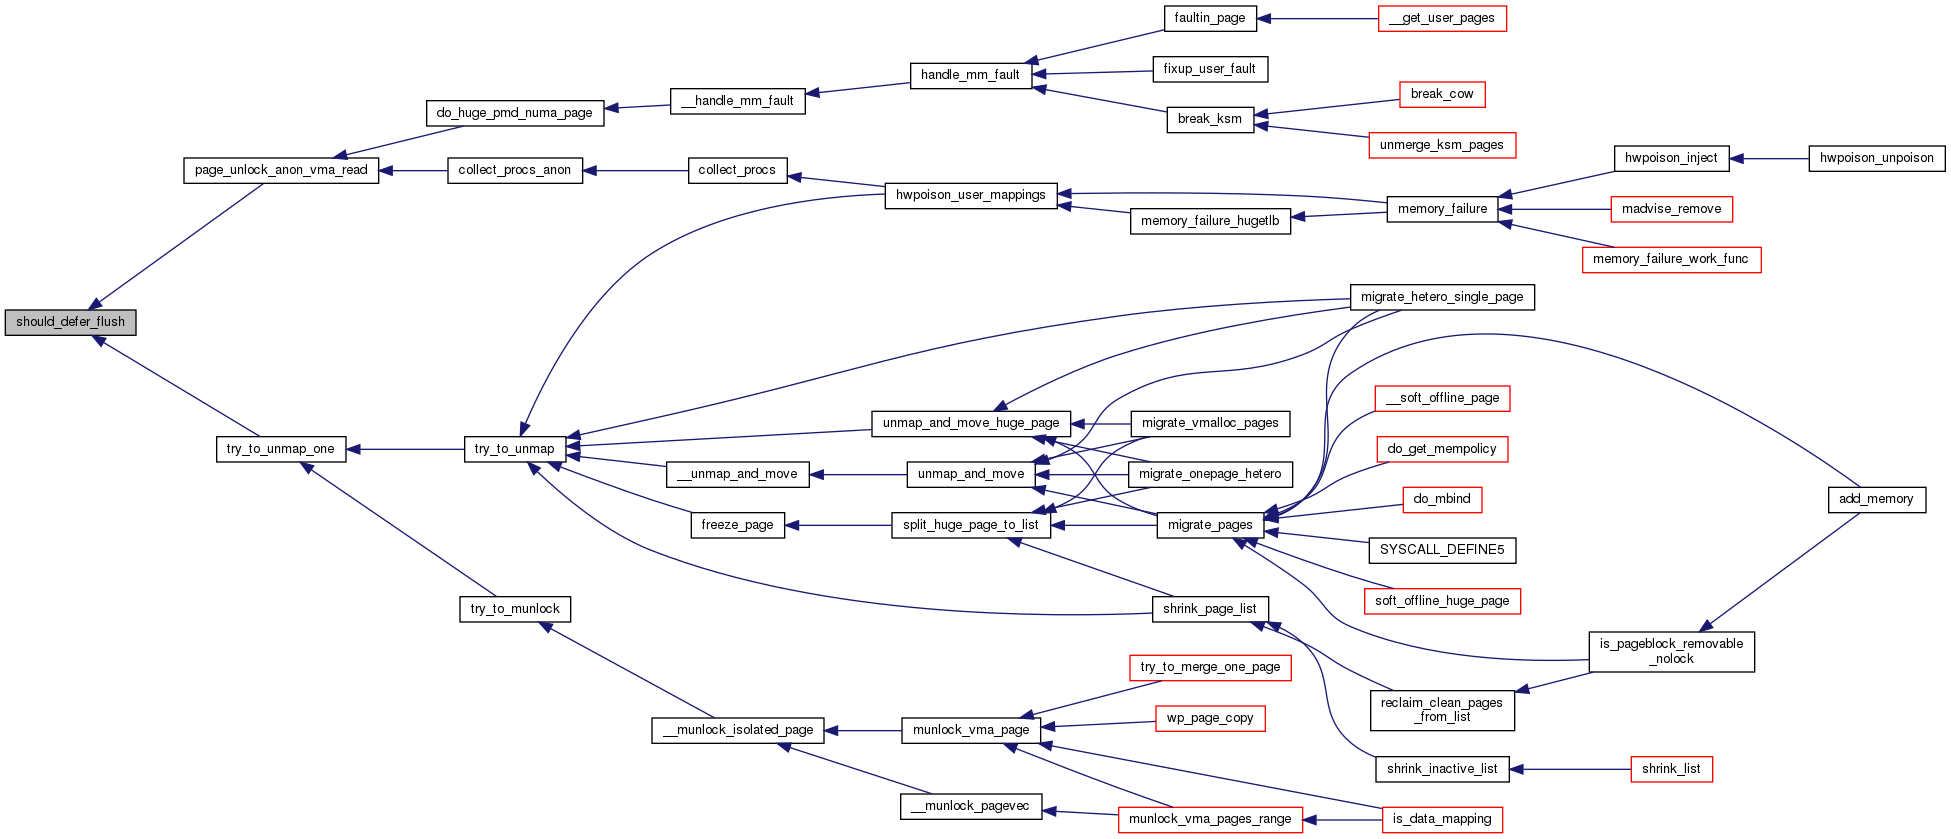 faultin_page
__get_user_pages
fixup_user_fault
handle_mm_fault
break_cow
__handle_mm_fault
do_huge_pmd_numa_page
break_ksm
unmerge_ksm_pages
hwpoison_inject
hwpoison_unpoison
page_unlock_anon_vma_read
collect_procs_anon
collect_procs
hwpoison_user_mappings
memory_failure
madvise_remove
memory_failure_hugetlb
memory_failure_work_func
migrate_hetero_single_page
should_defer_flush
__soft_offline_page
unmap_and_move_huge_page
migrate_vmalloc_pages
try_to_unmap_one
try_to_unmap
do_get_mempolicy
__unmap_and_move
unmap_and_move
migrate_onepage_hetero
do_mbind
add_memory
freeze_page
split_huge_page_to_list
migrate_pages
SYSCALL_DEFINE5
soft_offline_huge_page
try_to_munlock
shrink_page_list
is_pageblock_removable
_nolock
try_to_merge_one_page
reclaim_clean_pages
_from_list
wp_page_copy
__munlock_isolated_page
munlock_vma_page
shrink_inactive_list
shrink_list
__munlock_pagevec
munlock_vma_pages_range
is_data_mapping